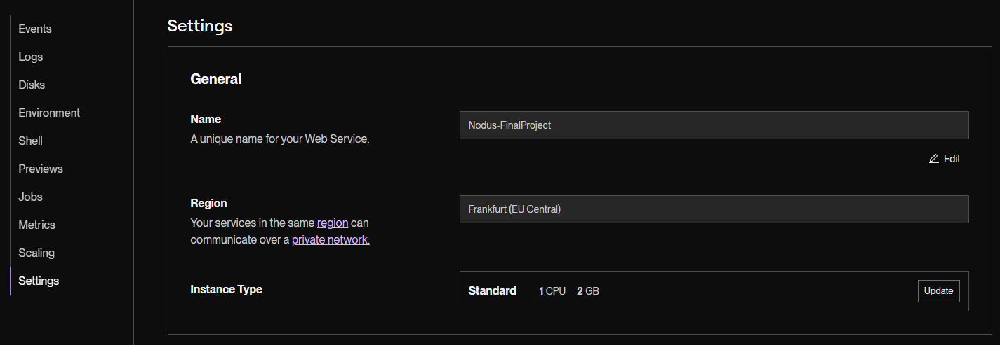 Events
Logs
Disks
Environment
Shell
Previews
Jobs
Metrics
Scaling
Settings
Settings
General
Name
A unique name for your Web Service.
Nodus-FinalProject
Edit
Region
Your services in the same region can
communicate over a private network.
Frankfurt (EU Central)
Instance Type
Standard 1 CPU 2 GB
Update